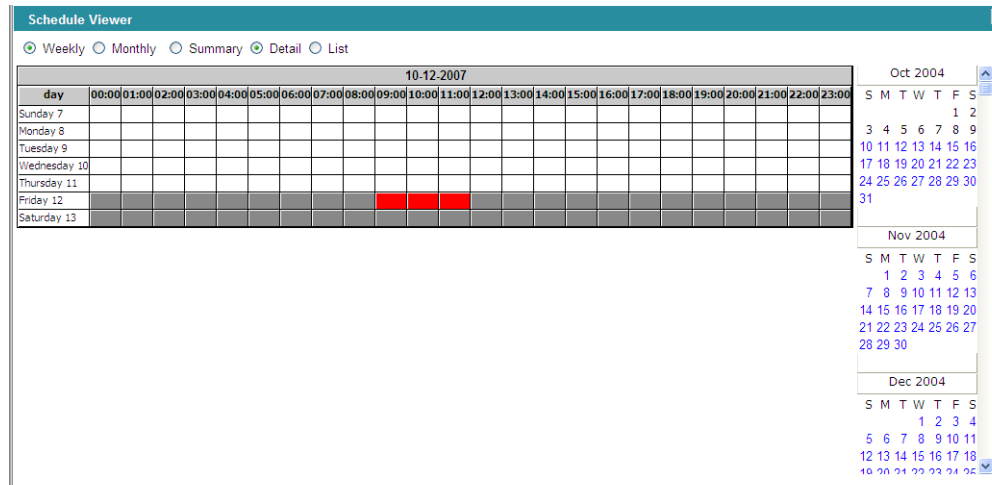 Schedule Viewer
Weekly Monthly Summary Detail List
10-12-2007
day 00:00 01:00 02:00 03:00 04:00 05:00 06:00 07:00 08:00 09:00 10:00 11:00 12:00 13:00 14:00 15:00 16:00 17:00 18:00 19:00 20:00 21:00 22:00 23:00
Sunday 7
Monday 8
Tuesday 9
Wednesday 10
Thursday 11
Friday 12
Saturday 13
Oct 2004
S M T W T F S
1 2
3 4 5 6 7 8 9
10 11 12 13 14 15 16
17 18 19 20 21 22 23
24 25 26 27 28 29 30
31
Nov 2004
S M T W T F S
1 2 3 4 5 6
7 8 9 10 11 12 13
14 15 16 17 18 19 20
21 22 23 24 25 26 27
28 29 30
Dec 2004
S M T W T F S
1 2 3 4
5 6 7 8 9 10 11
12 13 14 15 16 17 18
19 20 21 22 23 24 25